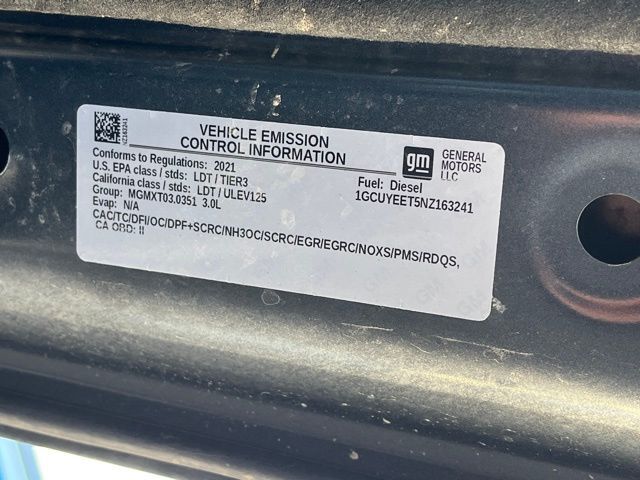 VEHICLE EMISSION
CONTROL INFORMATION
gm
GENERAL
MOTORS
LLC
Conforms to Regulations: 2021
U.S. EPA class / stds: LDT / TIER3
California class / stds: LDT / ULEV125
Group: MGMXT03.0351 3.0L
Evap: N/A
Fuel: Diesel
1GCUYEET5NZ163241
CAC/TC/DFI/OC/DPF+SCRC/NH3OC/SCRC/EGR/EGRC/NOXS/PMS/RDQS,
CA OBD: II